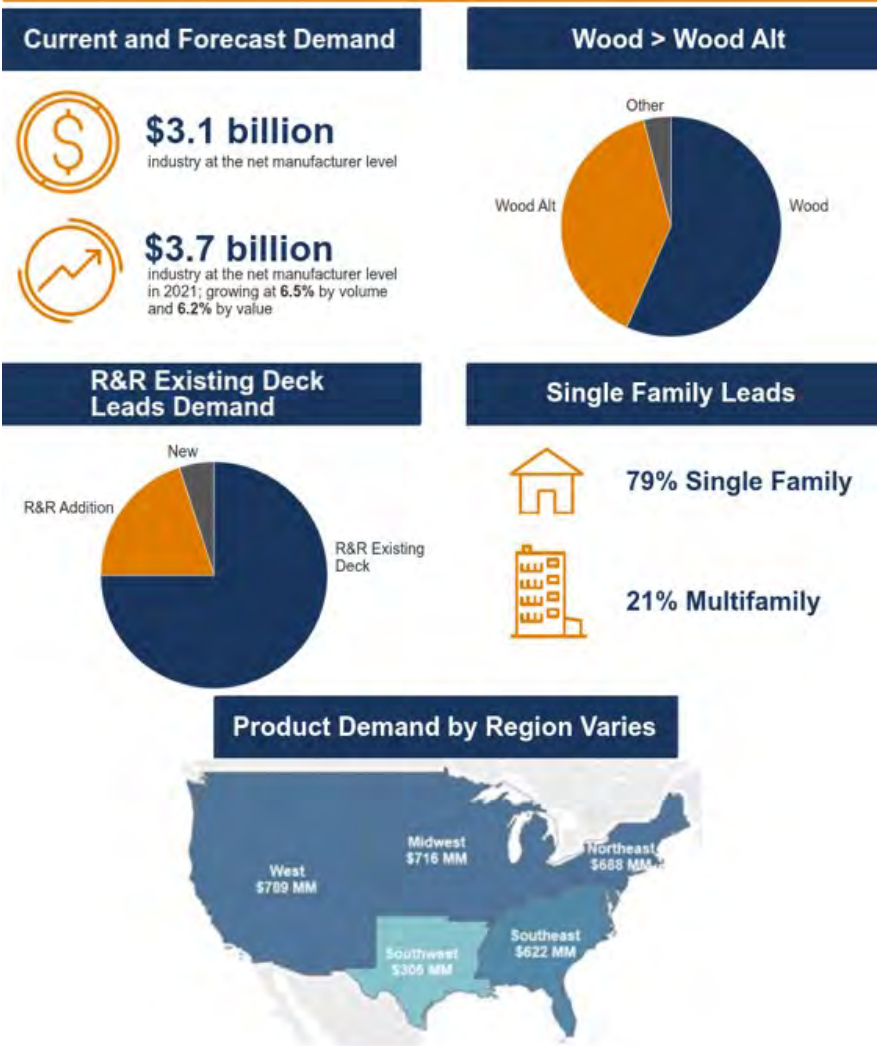 Current and Forecast Demand
$3.1 billion
industry at the net manufacturer level
$3.7 billion
industry at the net manufacturer level
in 2021; growing at 6.5% by volume
and 6.2% by value
Wood > Wood Alt
Other
Wood Alt
Wood
R&R Existing Deck
Leads Demand
New
R&R Addition
R&R Existing
Deck
Single Family Leads
79% Single Family
21% Multifamily
Product Demand by Region Varies
West
$789 MM
Midwest
$716 MM
Northeast
$688 MM
Southwest
$306 MM
Southeast
$622 MM